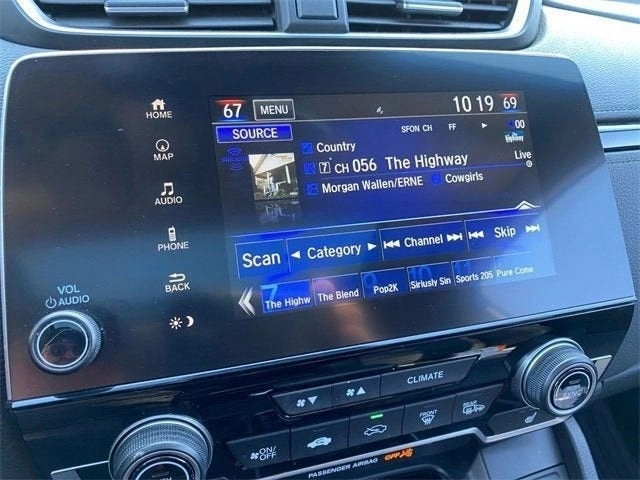 67 MENU 10 19 69
HOME
SOURCE
SFON CH FF 00
Country
MAP
7 CH 056 The Highway
Live
Morgan Wallen/ERNE Cowgirls
AUDIO
PHONE
Scan Category Channel Skip
BACK
The Highw The Blend Pop2K Siriusly Sin Sports 205 Pure Come
VOL
AUDIO
CLIMATE
SYNC
FRONT REAR
ON/OFF
PASSENGER AIRBAG OFF